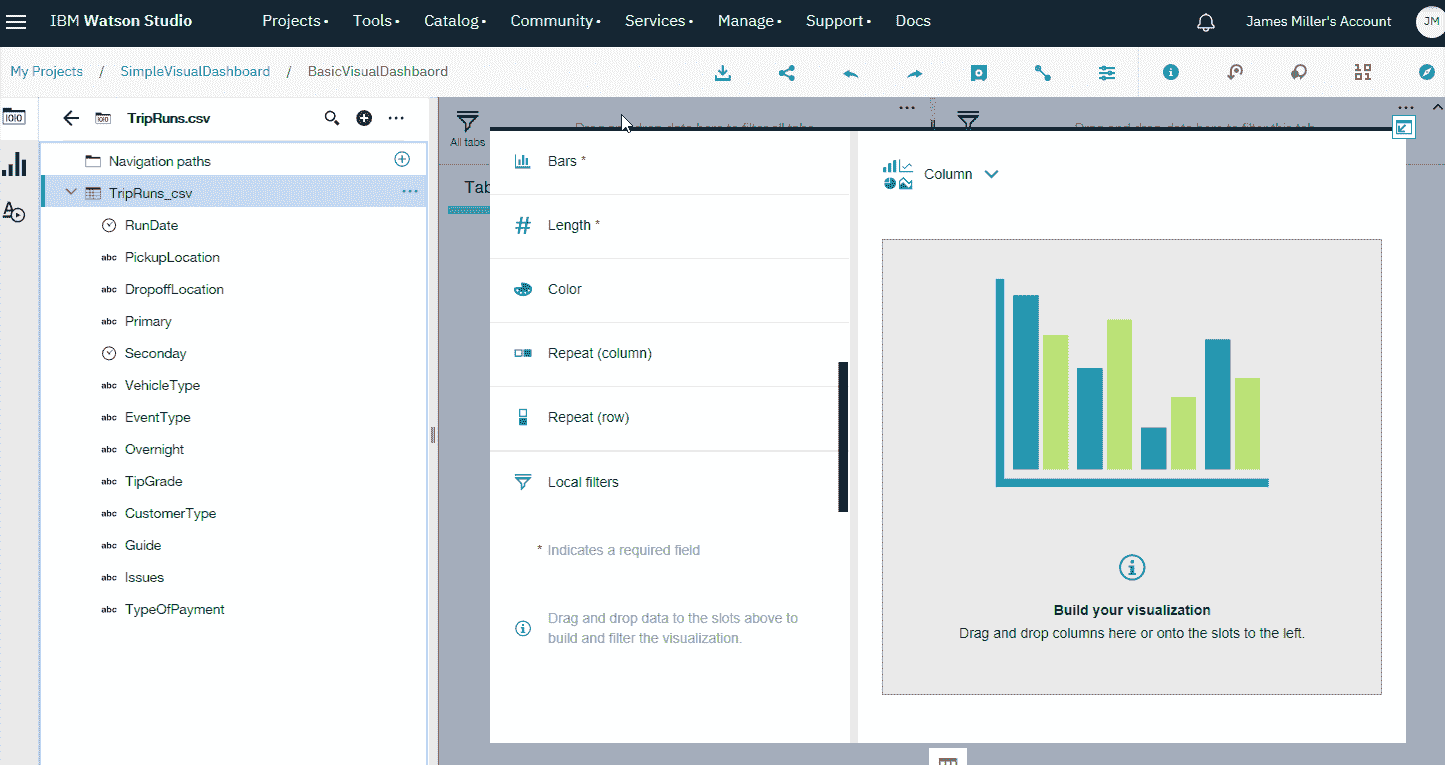 IBM Watson Studio Projects Tools Catalog Community Services Manage Support Docs James Miller's Account JM
My Projects / SimpleVisualDashboard / BasicVisualDashbaord
TripRuns.csv
Navigation paths
TripRuns_csv
RunDate
abc PickupLocation
abc DropoffLocation
abc Primary
Seconday
abc VehicleType
abc EventType
abc Overnight
abc TipGrade
abc CustomerType
abc Guide
abc Issues
abc TypeOfPayment
All tabs
Drag and drop data here to filter all tabs
Drag and drop data here to filter this tab
Tab
Bars *
Length *
Color
Repeat (column)
Repeat (row)
Local filters
* Indicates a required field
Drag and drop data to the slots above to
build and filter the visualization.
Column
Build your visualization
Drag and drop columns here or onto the slots to the left.